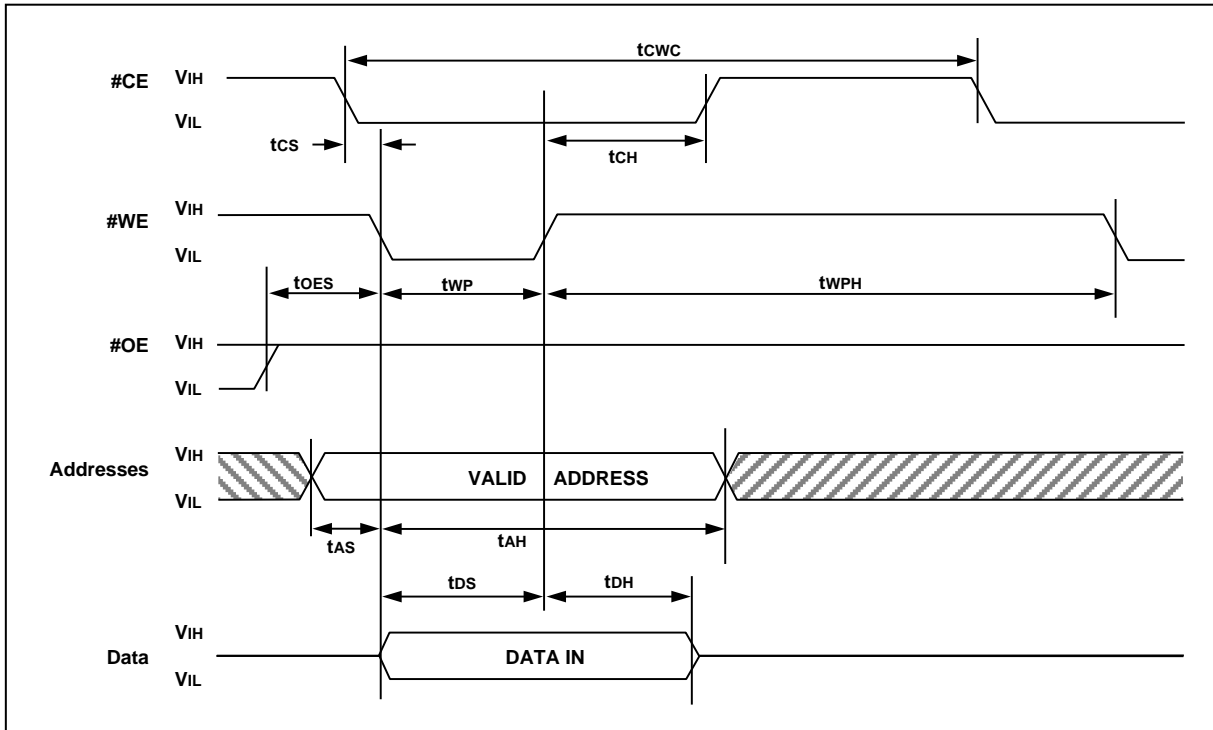 tCWC
#CE VIH
VIL
tCS
tCH
#WE VIH
VIL
tOES tWP tWPH
#OE VIH
VIL
Addresses VIH
VALID ADDRESS
VIL
tAS tAH
tDS tDH
VIH
Data DATA IN
VIL